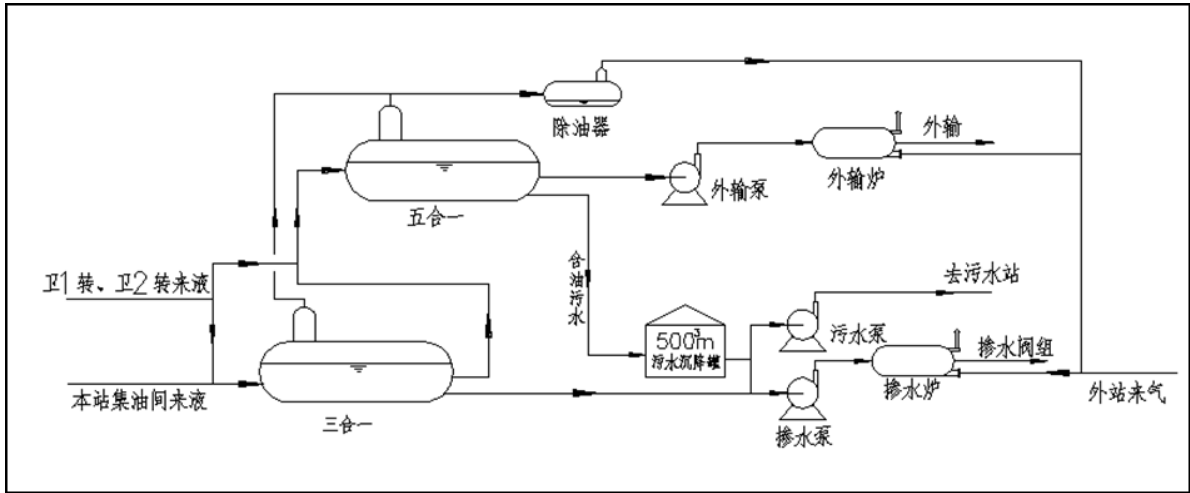 除油器
外输
外输泵
外输炉
五合一
含油污水
卫1转、卫2转来液
去污水站
500m³
污水沉降罐
污水泵
掺水阀组
本站集油间来液
掺水炉
外站来气
三合一
掺水泵